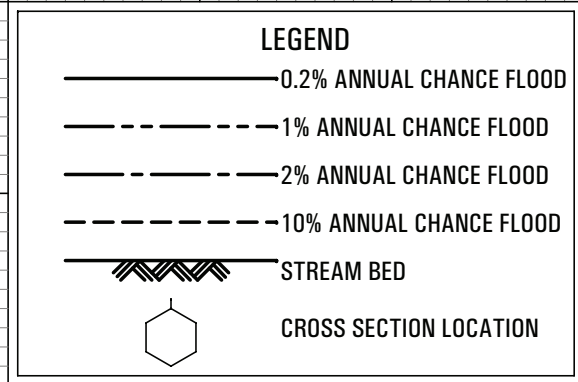 LEGEND
0.2% ANNUAL CHANCE FLOOD
1% ANNUAL CHANCE FLOOD
2% ANNUAL CHANCE FLOOD
10% ANNUAL CHANCE FLOOD
STREAM BED
CROSS SECTION LOCATION